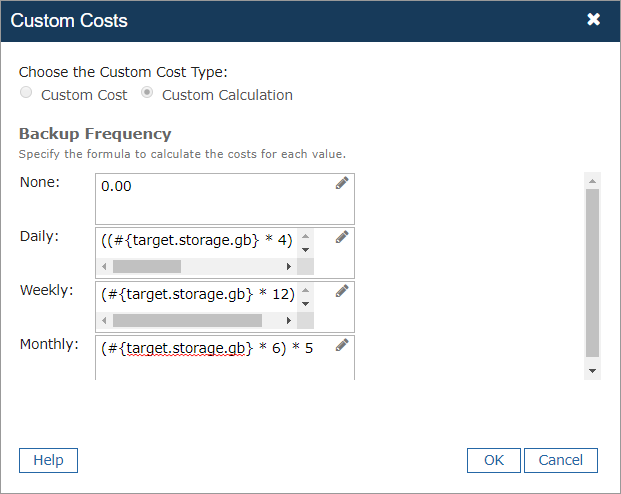 Custom Costs
Choose the Custom Cost Type:
Custom Cost Custom Calculation
Backup Frequency
Specify the formula to calculate the costs for each value.
None: 0.00
Daily: ((#{target.storage.gb} * 4)
Weekly: (#{target.storage.gb} * 12)
Monthly: (#{target.storage.gb} * 6) * 5
Help OK Cancel